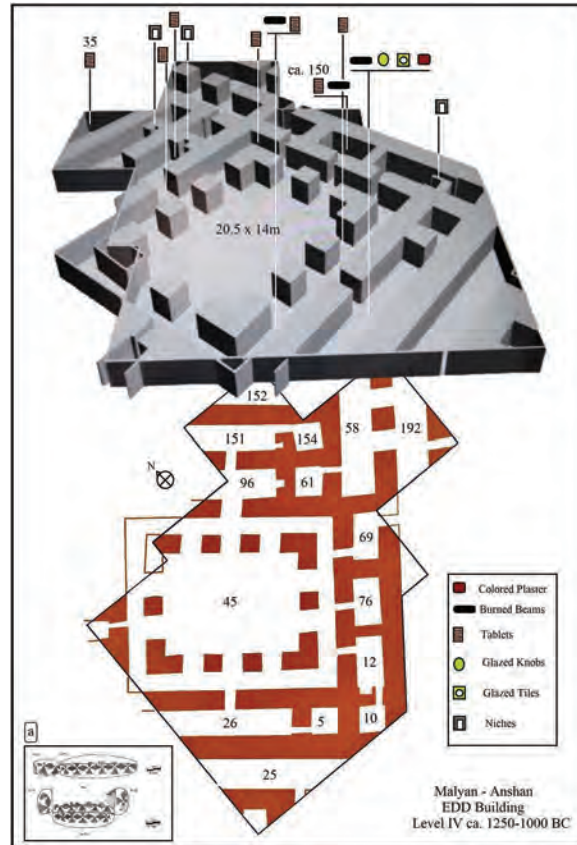 35
ca. 150
20.5 x 14m
152
151
154
58
192
N
96
61
69
45
76
12
26
5
10
25
Colored Plaster
Burned Beams
Tablets
Glazed Knobs
Glazed Tiles
Niches
a
Malyan - Anshan
EDD Building
Level IV ca. 1250-1000 BC